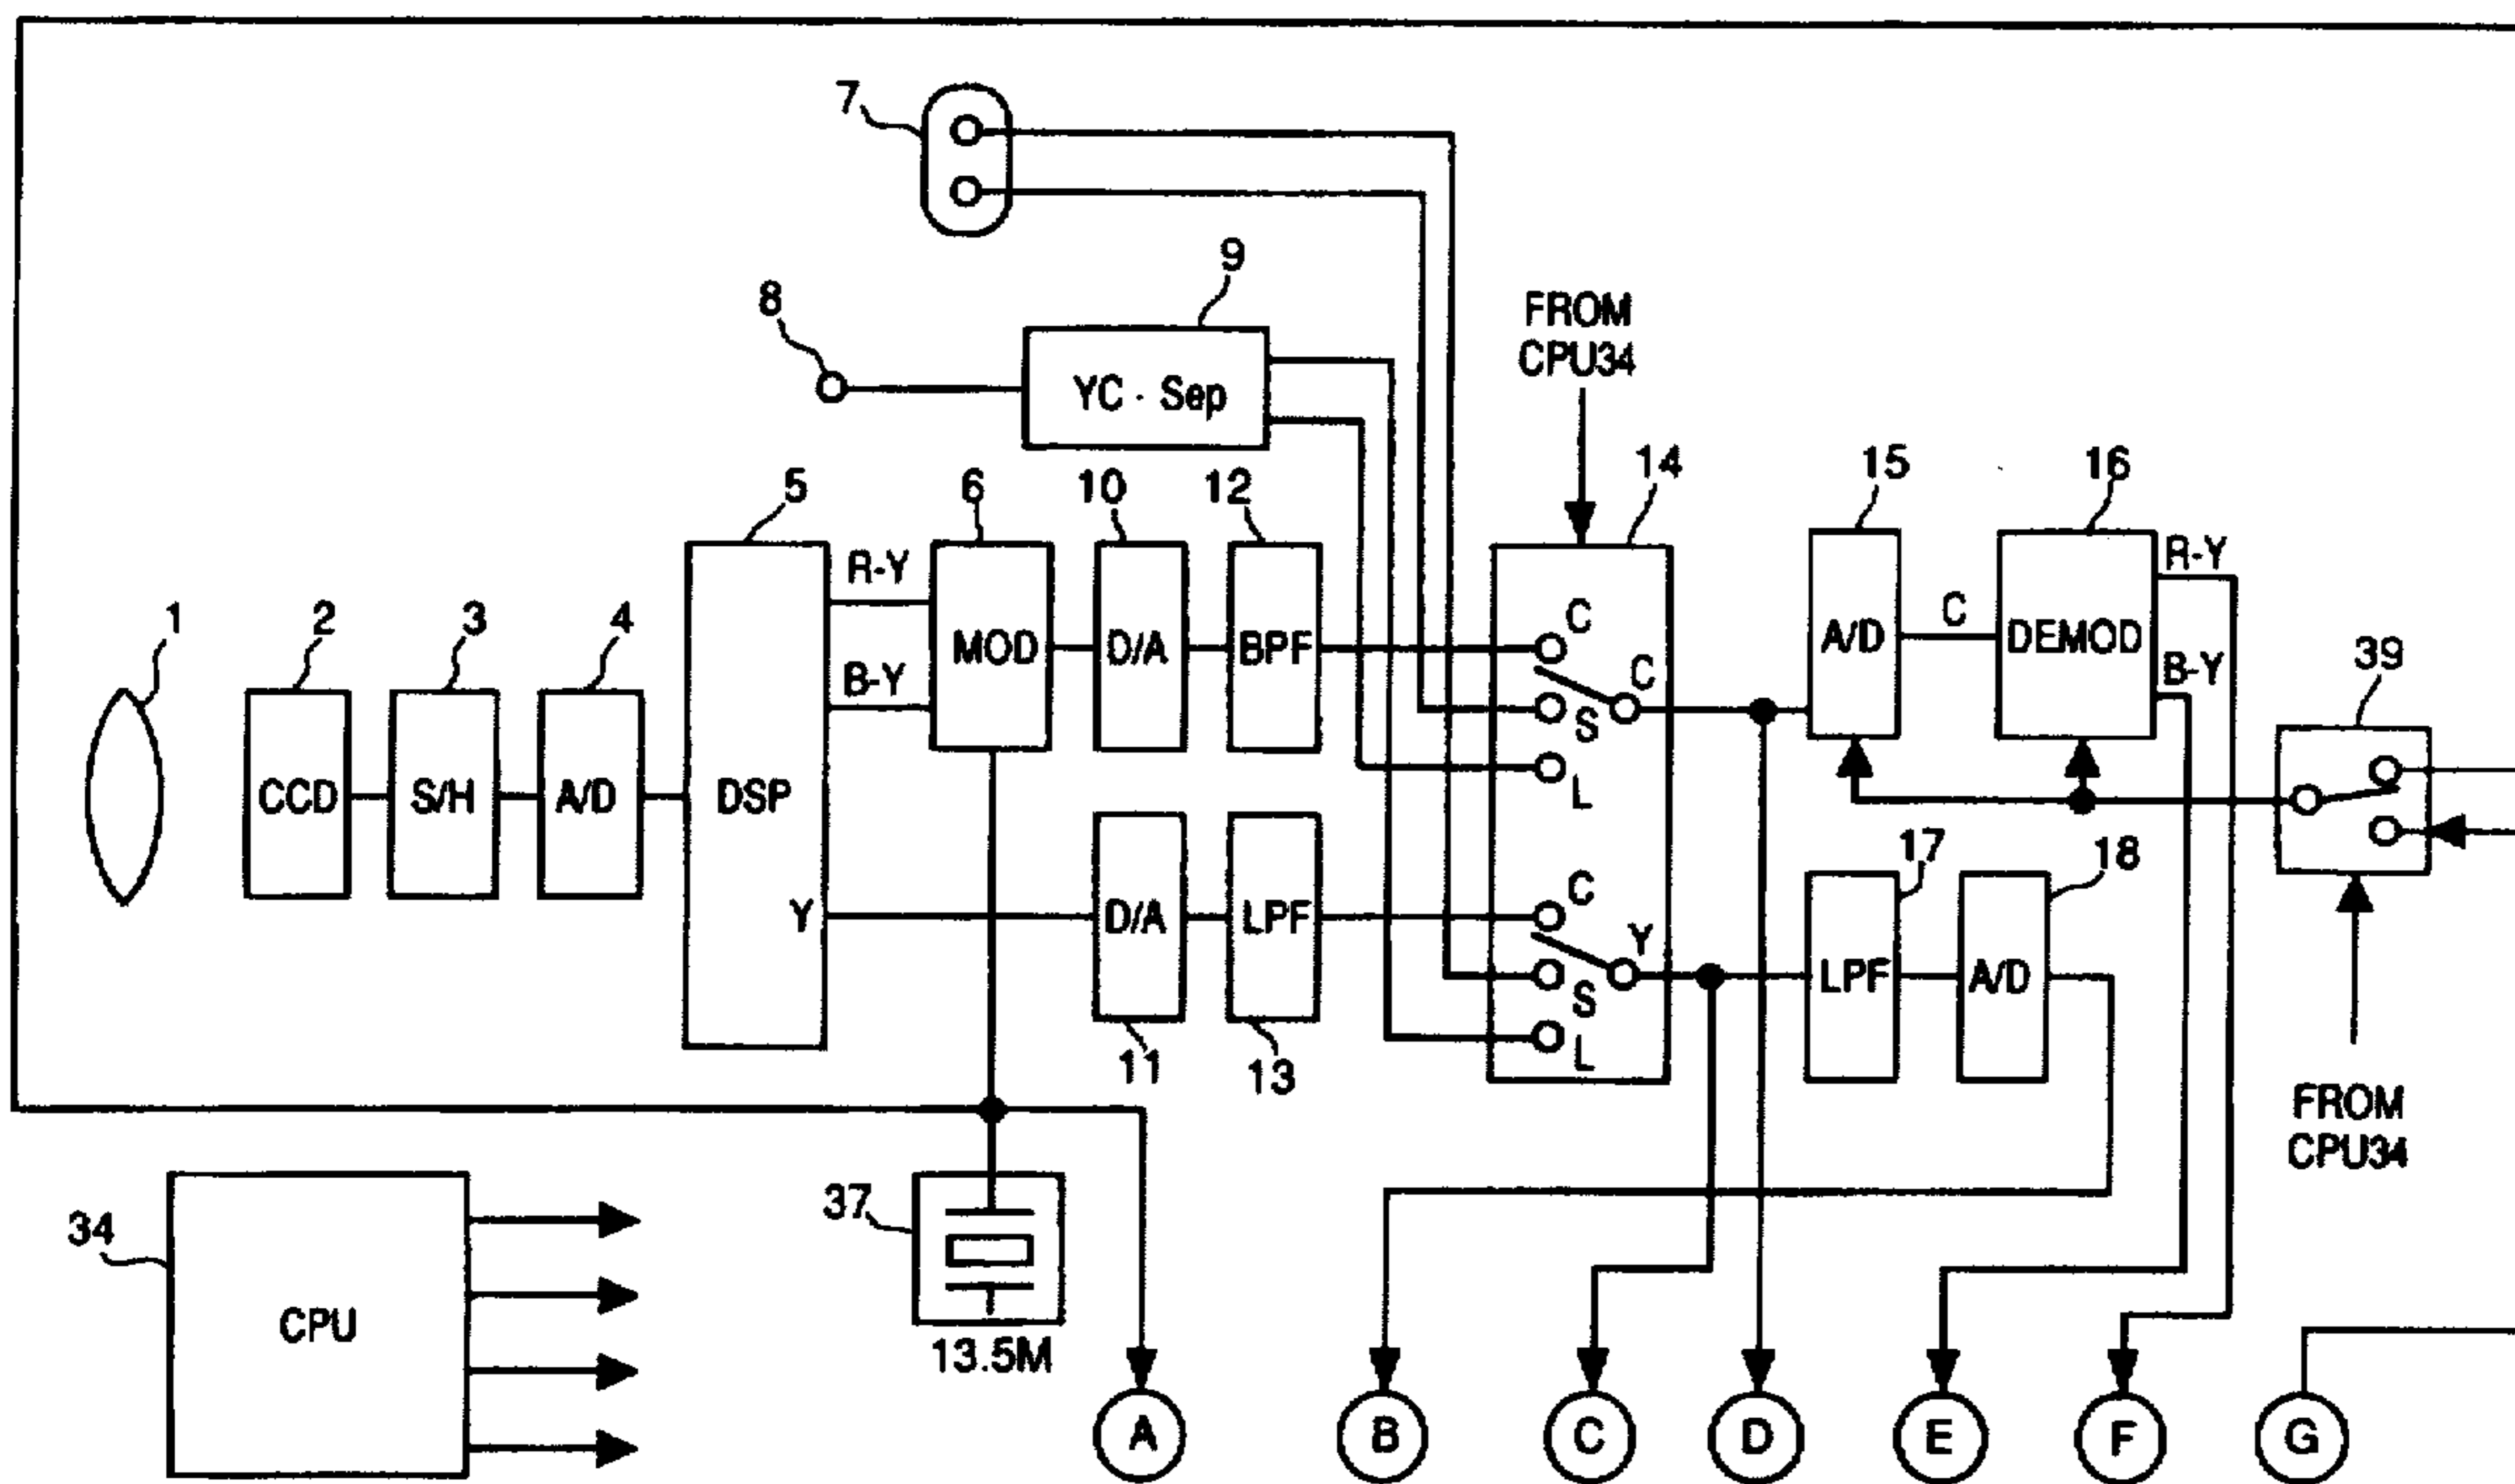 7
9
8
FROM
CPU34
14
15
16
YC · Sep
5
6
10
12
R-Y
R-Y
1
2
3
4
MOD
D/A
BPF
C
C
A/D
C
DEMOD
39
B-Y
B-Y
S
CCD
S/H
A/D
DSP
L
17
18
Y
D/A
LPF
C
Y
LPF
A/D
S
L
11
13
FROM
CPU34
34
37
CPU
13.5M
A
B
C
D
E
F
G